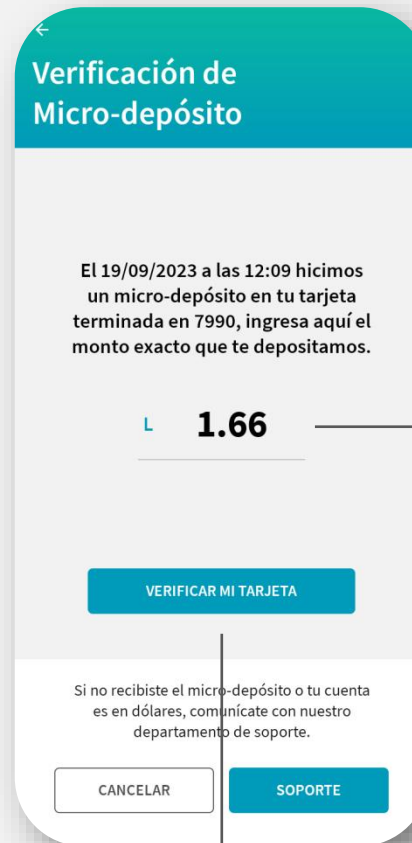 Verificación de
Micro-depósito
El 19/09/2023 a las 12:09 hicimos
un micro-depósito en tu tarjeta
terminada en 7990, ingresa aquí el
monto exacto que te depositamos.
L 1.66
VERIFICAR MI TARJETA
Si no recibiste el micro-depósito o tu cuenta
es en dólares, comunícate con nuestro
departamento de soporte.
CANCELAR SOPORTE